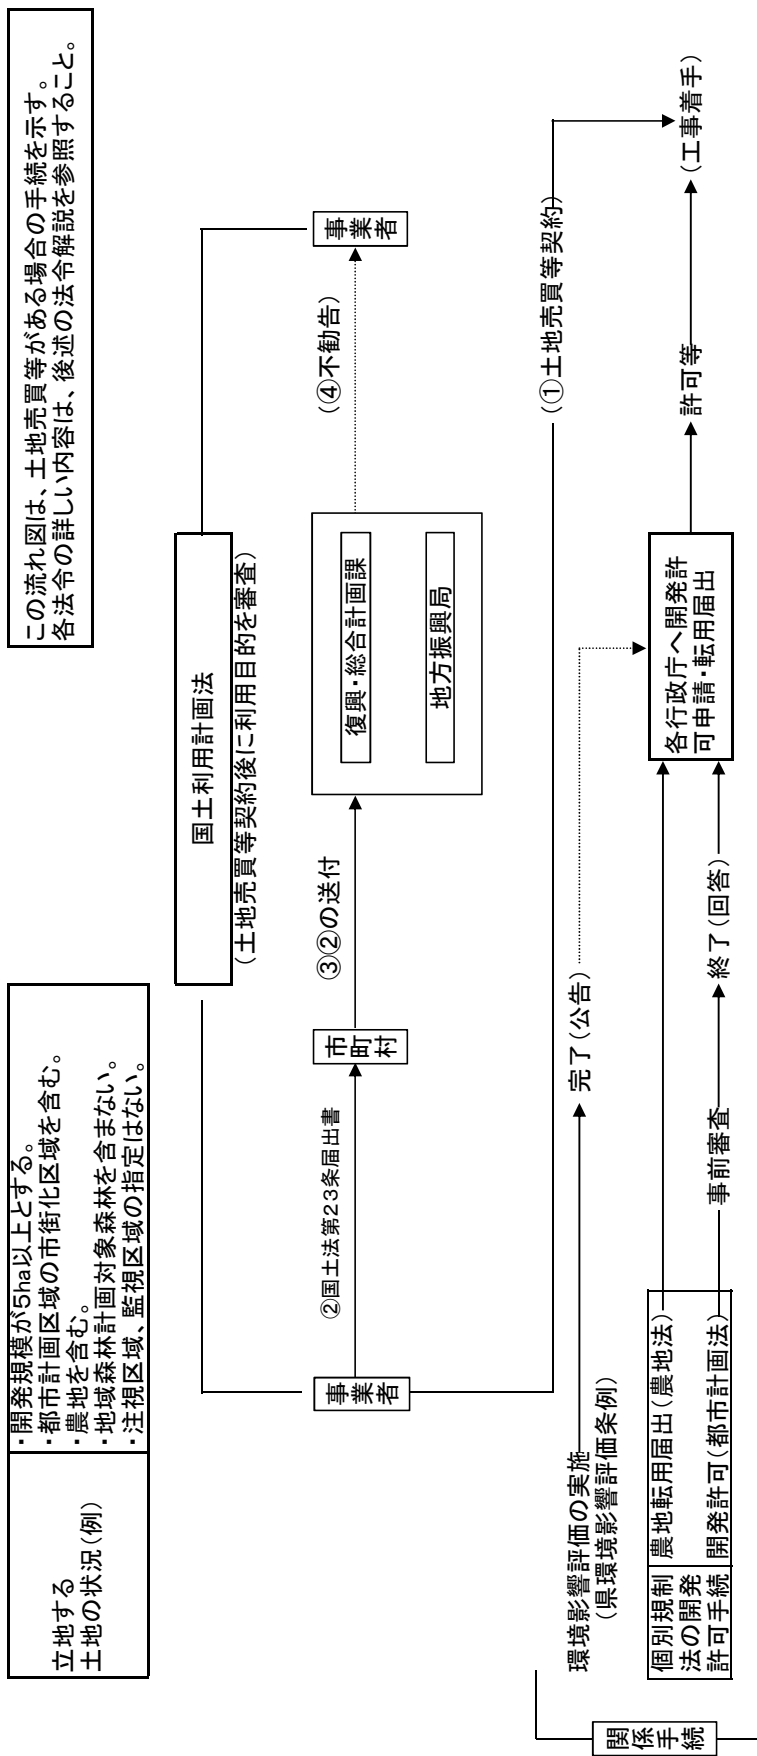 この流れ図は、土地売買等がある場合の手続を示す。
各法令の詳しい内容は、後述の法令解説を参照すること。
立地する
土地の状況(例)
・開発規模が5ha以上とする。
・都市計画区域の市街化区域を含む。
・農地を含む。
・地域森林計画対象森林を含まない。
・注視区域、監視区域の指定はない。
国土利用計画法
(土地売買等契約後に利用目的を審査)
事業者
②国土法第23条届出書
市町村
③②の送付
復興・総合計画課
地方振興局
(④不勧告)
事業者
(①土地売買等契約)
環境影響評価の実施
(県環境影響評価条例)
完了(公告)
関係手続
個別規制
法の開発
許可手続
農地転用届出(農地法)
開発許可(都市計画法)
事前審査
終了(回答)
各行政庁へ開発許
可申請・転用届出
許可等
(工事着手)